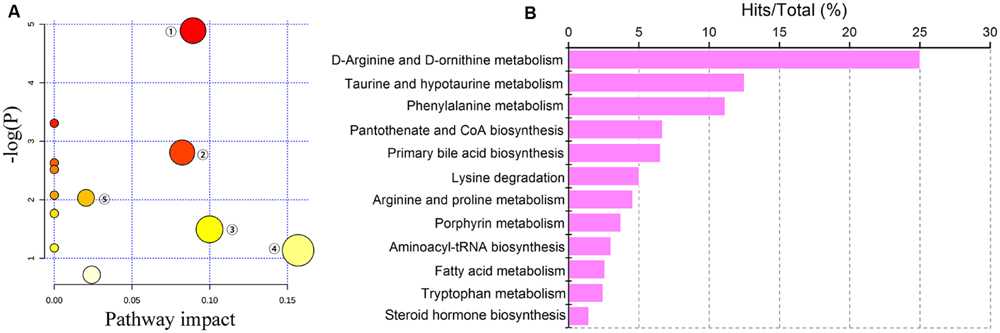 A
5
4
3
2
1
-log(P)
①
②
③
④
⑤
0.00
0.05
0.10
0.15
Pathway impact
B
Hits/Total (%)
0
5
10
15
20
25
30
D-Arginine and D-ornithine metabolism
Taurine and hypotaurine metabolism
Phenylalanine metabolism
Pantothenate and CoA biosynthesis
Primary bile acid biosynthesis
Lysine degradation
Arginine and proline metabolism
Porphyrin metabolism
Aminoacyl-tRNA biosynthesis
Fatty acid metabolism
Tryptophan metabolism
Steroid hormone biosynthesis